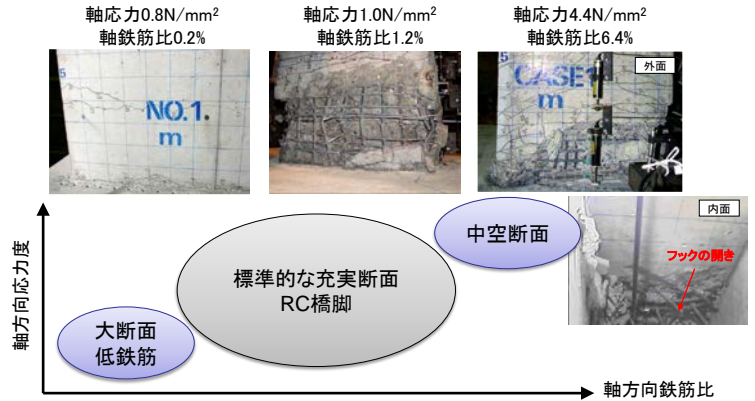 軸応力0.8N/mm²
軸鉄筋比0.2%
軸応力1.0N/mm²
軸鉄筋比1.2%
軸応力4.4N/mm²
軸鉄筋比6.4%
5
NO.1.
m
5
CASE1
m
外面
内面
フックの開き
中空断面
標準的な充実断面
RC橋脚
大断面
低鉄筋
軸方向応力度
軸方向鉄筋比